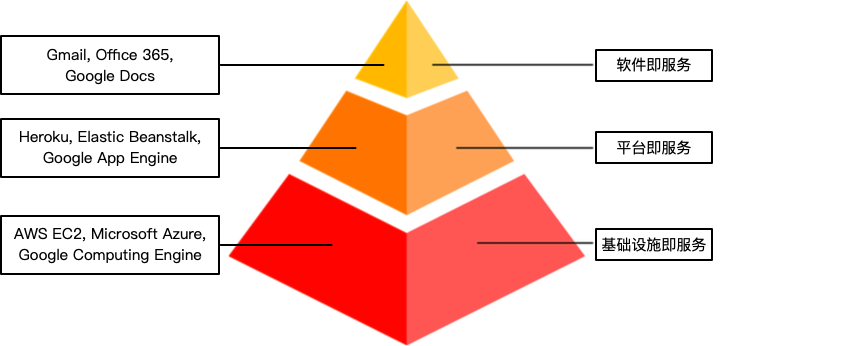 Gmail, Office 365,
Google Docs
软件即服务
Heroku, Elastic Beanstalk,
Google App Engine
平台即服务
AWS EC2, Microsoft Azure,
Google Computing Engine
基础设施即服务